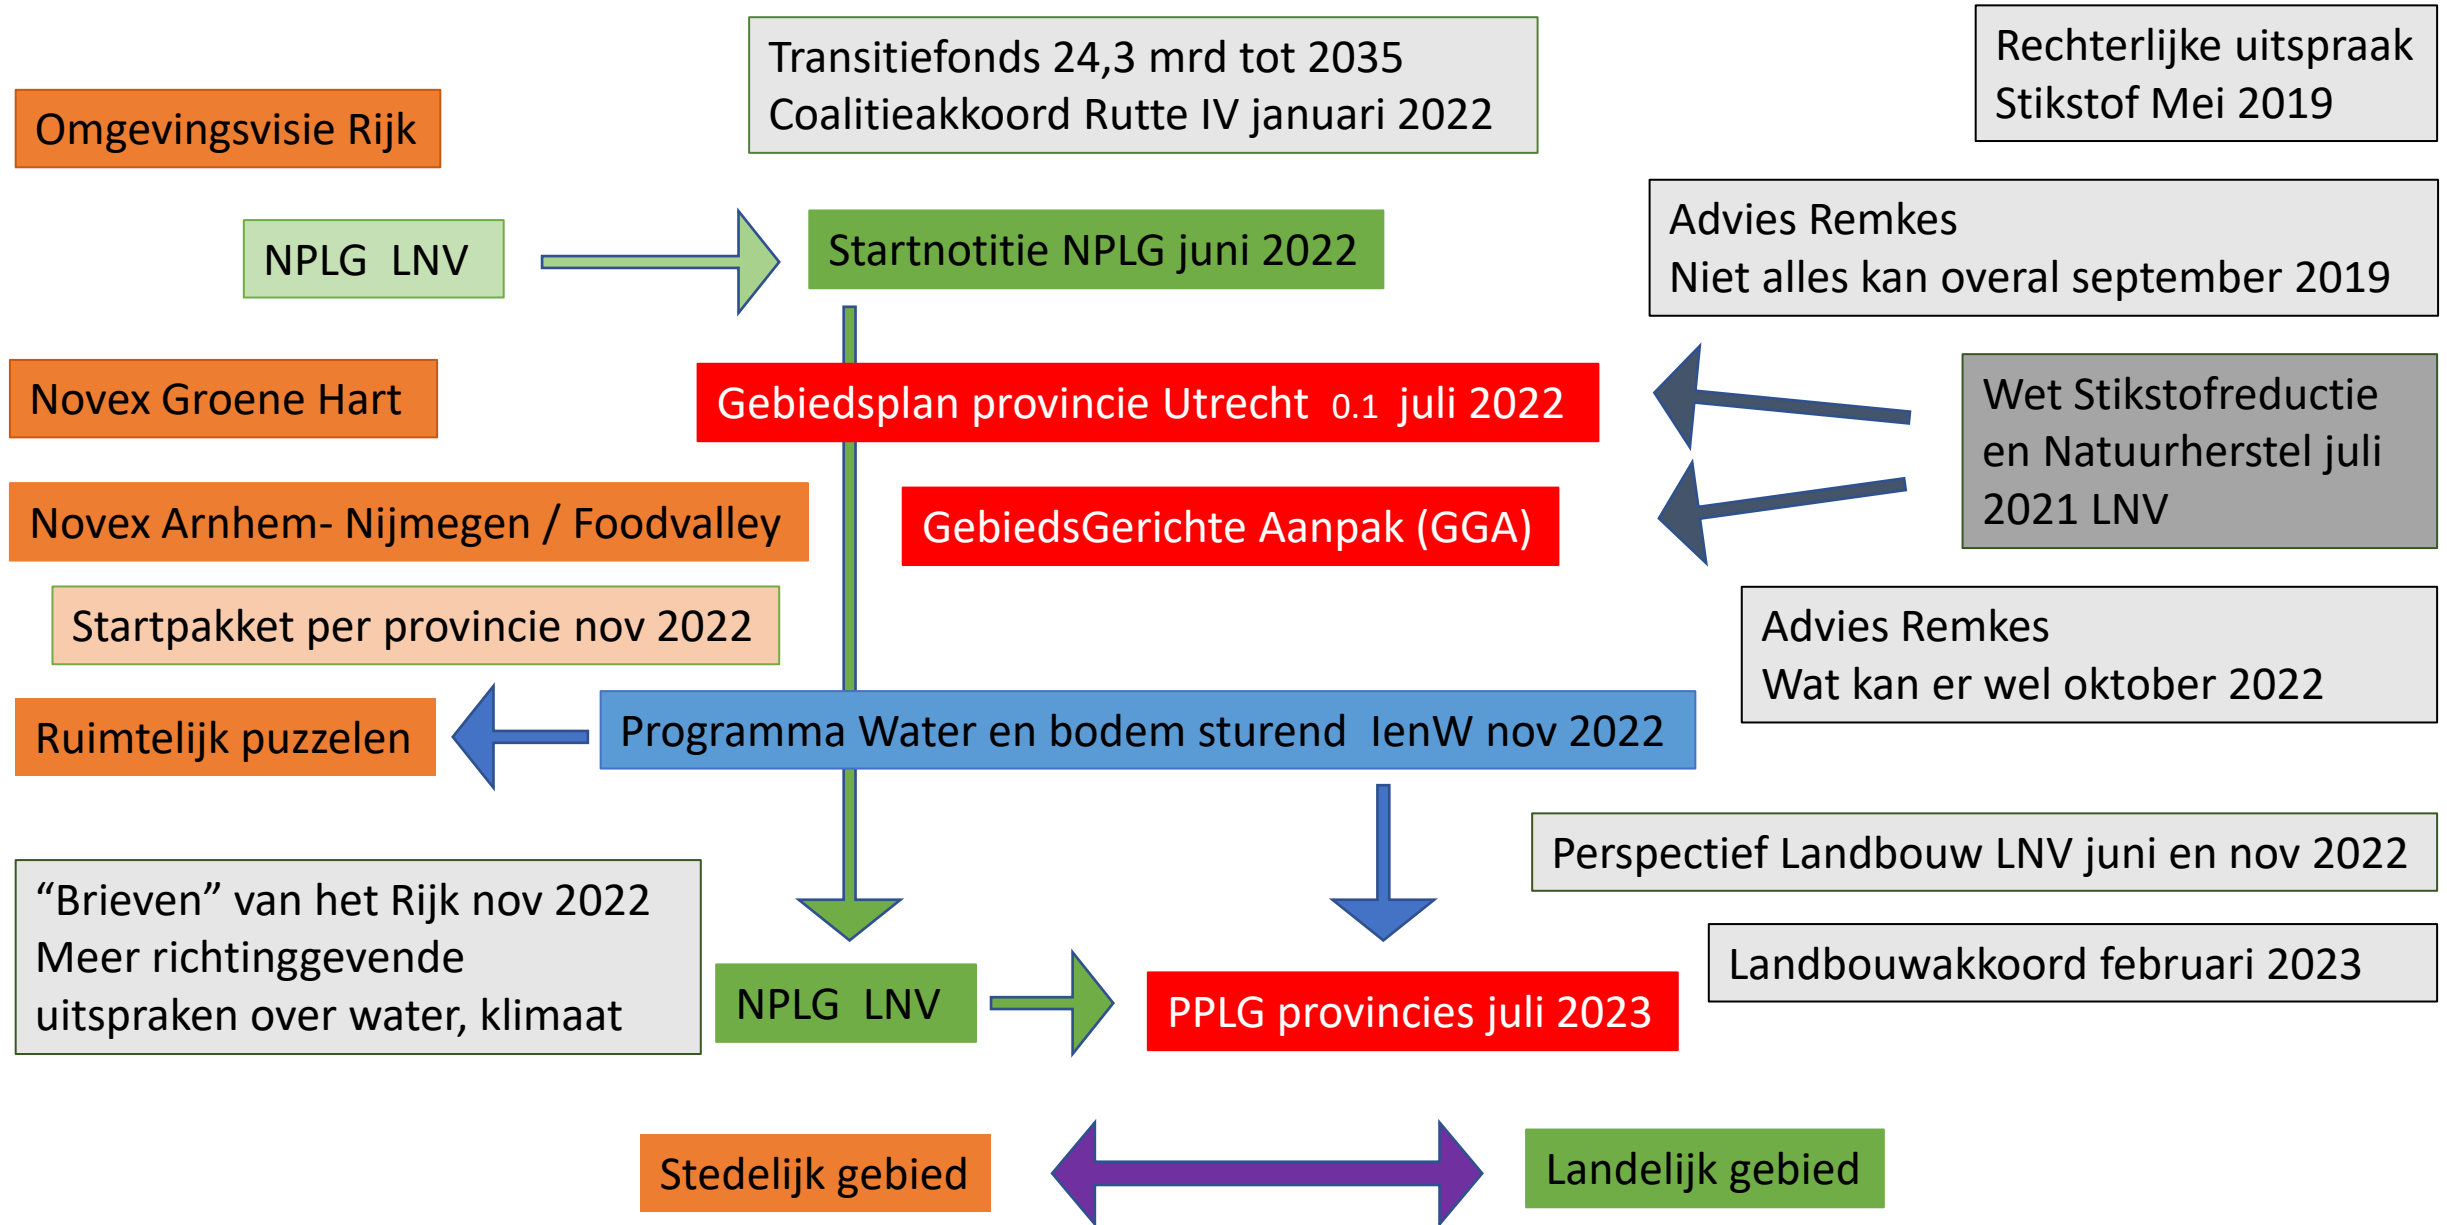 Transitiefonds 24,3 mrd tot 2035
Coalitieakkoord Rutte IV januari 2022
Rechterlijke uitspraak
Stikstof Mei 2019
Omgevingsvisie Rijk
NPLG LNV
Startnotitie NPLG juni 2022
Advies Remkes
Niet alles kan overal september 2019
Novex Groene Hart
Gebiedsplan provincie Utrecht 0.1 juli 2022
Wet Stikstofreductie
en Natuurherstel juli
2021 LNV
Novex Arnhem- Nijmegen / Foodvalley
GebiedsGerichte Aanpak (GGA)
Startpakket per provincie nov 2022
Advies Remkes
Wat kan er wel oktober 2022
Ruimtelijk puzzelen
Programma Water en bodem sturend IenW nov 2022
Perspectief Landbouw LNV juni en nov 2022
“Brieven” van het Rijk nov 2022
Meer richtinggevende
uitspraken over water, klimaat
Landbouwakkoord februari 2023
NPLG LNV
PPLG provincies juli 2023
Stedelijk gebied
Landelijk gebied